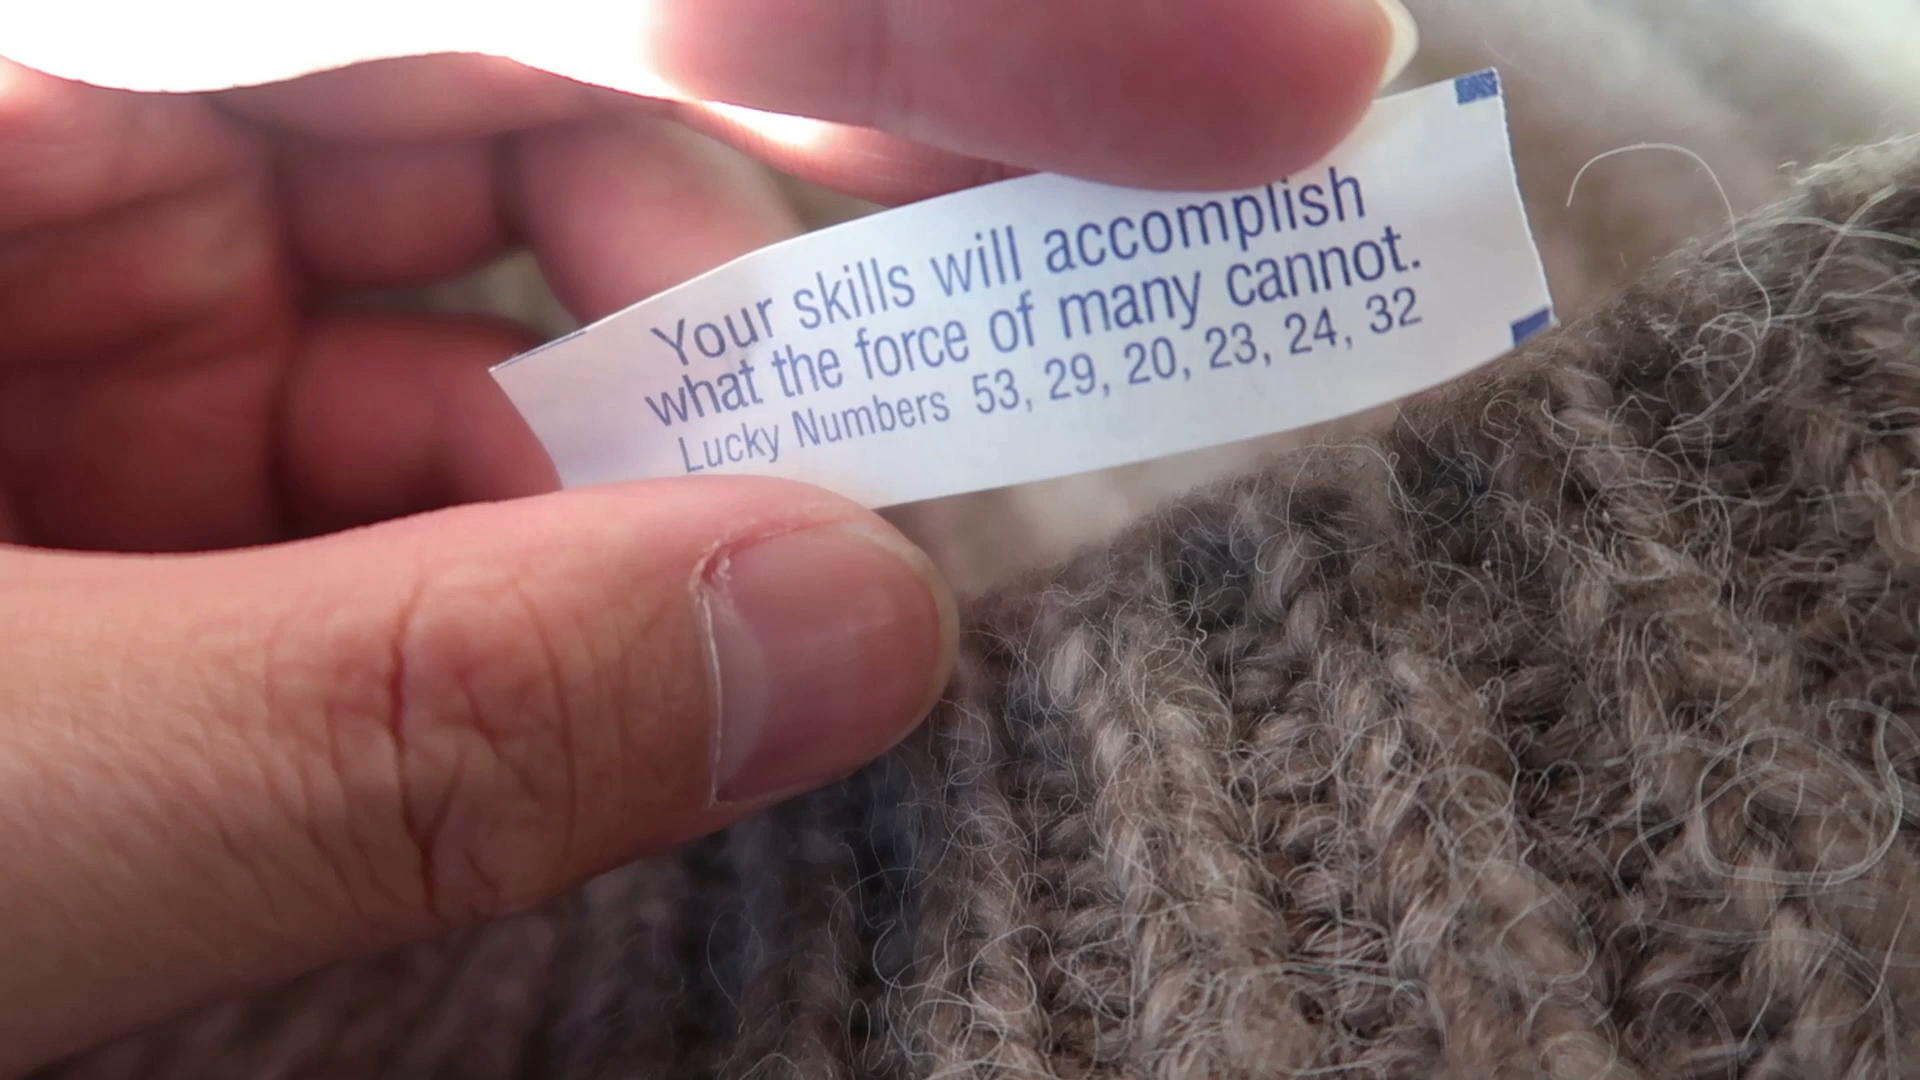 Your skills will accomplish
what the force of many cannot.
Lucky Numbers 53, 29, 20, 23, 24, 32